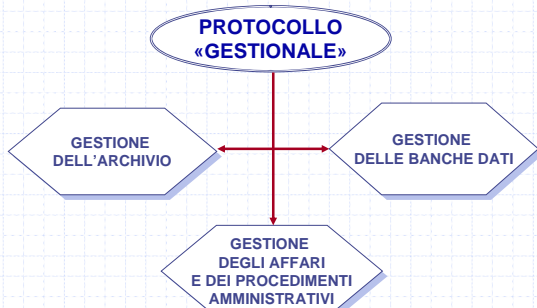 PROTOCOLLO
«GESTIONALE»
GESTIONE
DELL’ARCHIVIO
GESTIONE
DELLE BANCHE DATI
GESTIONE
DEGLI AFFARI
E DEI PROCEDIMENTI
AMMINISTRATIVI